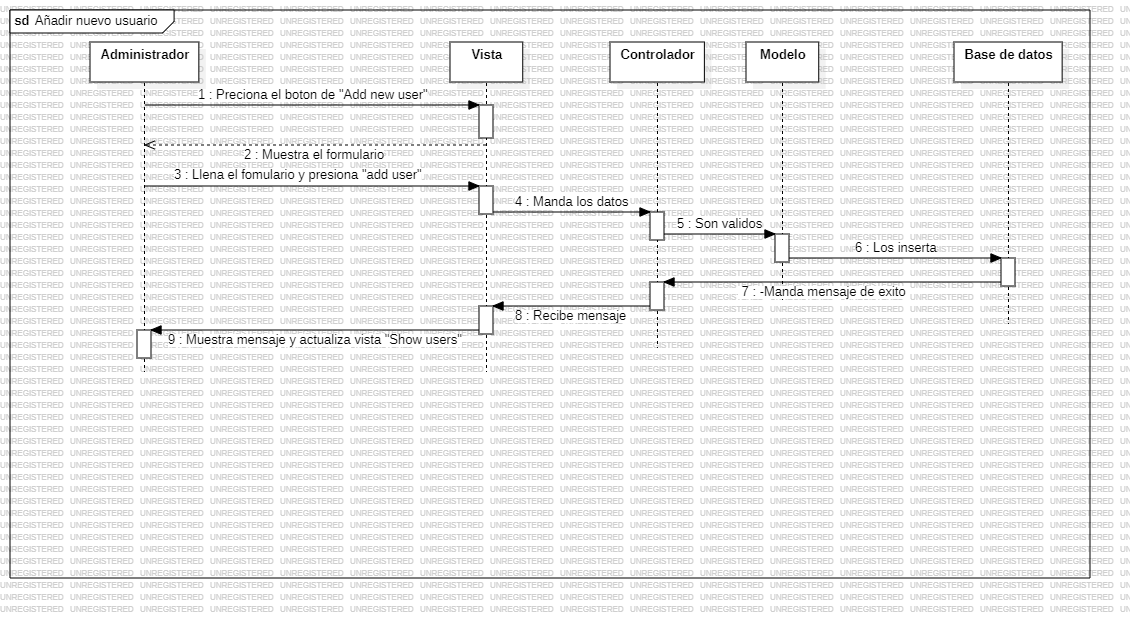 sd Añadir nuevo usuario
Administrador
Vista
Controlador
Modelo
Base de datos
1 : Preciona el boton de "Add new user"
2 : Muestra el formulario
3 : Llena el fomulario y presiona "add user"
4 : Manda los datos
5 : Son validos
6 : Los inserta
7 : -Manda mensaje de exito
8 : Recibe mensaje
9 : Muestra mensaje y actualiza vista "Show users"
UNREGISTERED